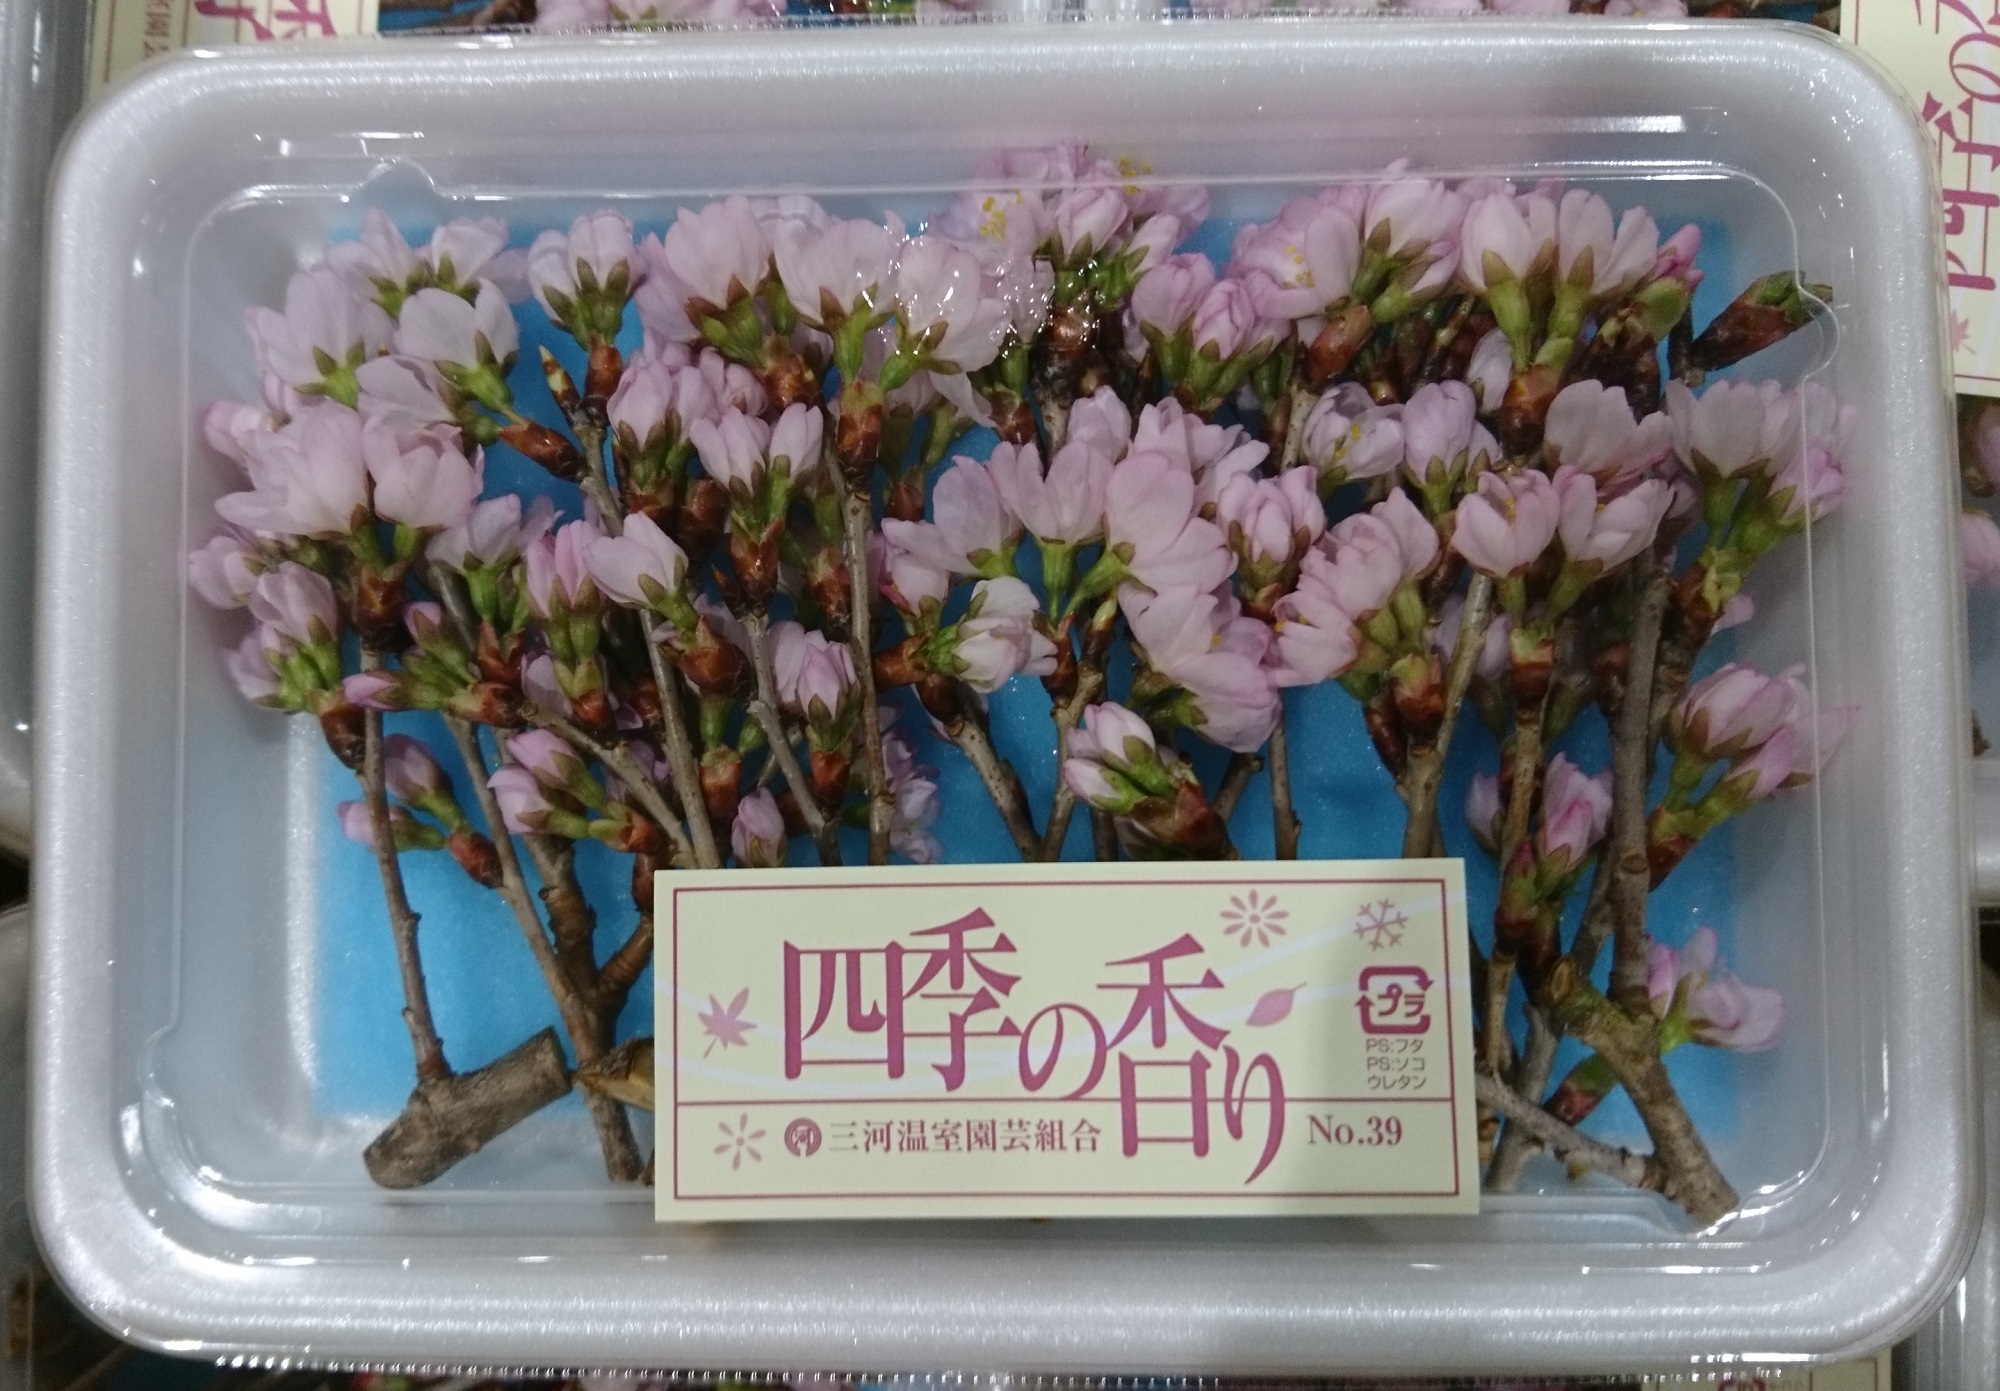 四季の香り
プラ
PS:フタ
PS:ソコ
ウレタン
三河温室園芸組合
No.39